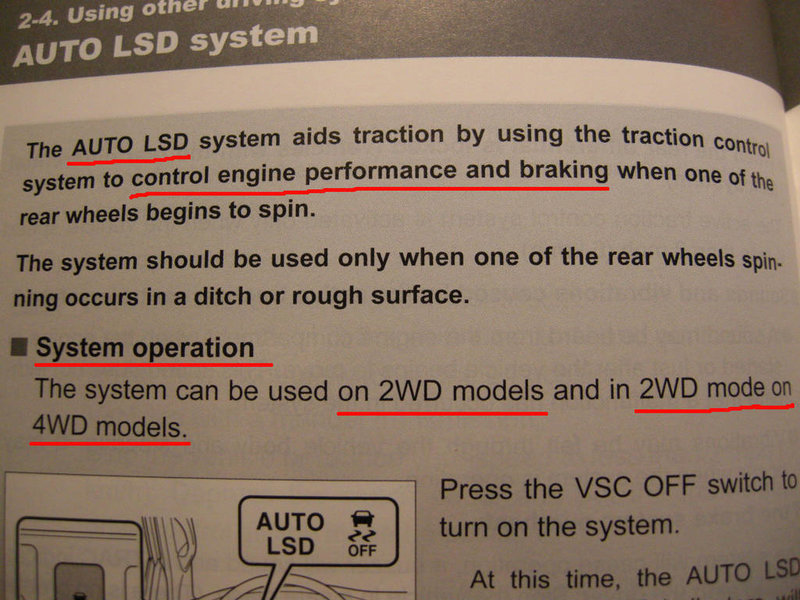 2-4. Using other driving
AUTO LSD system
The AUTO LSD system aids traction by using the traction control
system to control engine performance and braking when one of the
rear wheels begins to spin.
The system should be used only when one of the rear wheels spin-
ning occurs in a ditch or rough surface.
System operation
The system can be used on 2WD models and in 2WD mode on
4WD models.
AUTO
LSD
OFF
Press the VSC OFF switch to
turn on the system.
At this time, the AUTO LSD